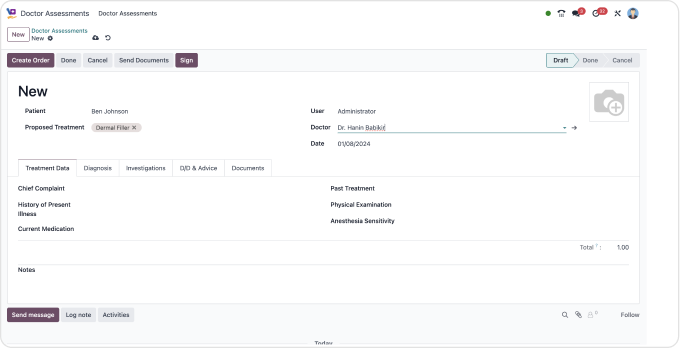 Doctor Assessments Doctor Assessments 5 22
New Doctor Assessments
New
Create Order Done Cancel Send Documents Sign Draft Done Cancel
New
Patient Ben Johnson User Administrator
Proposed Treatment Dermal Filler × Doctor Dr. Hanin Babikir
Date 01/08/2024
Treatment Data Diagnosis Investigations D/D & Advice Documents
Chief Complaint Past Treatment
History of Present Physical Examination
Illness
Anesthesia Sensitivity
Current Medication
Total ? : 1.00
Notes
Send message Log note Activities 0 Follow
Today